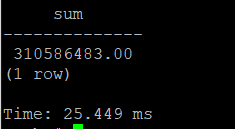 sum
--------------
310586483.00
(1 row)
Time: 25.449 ms